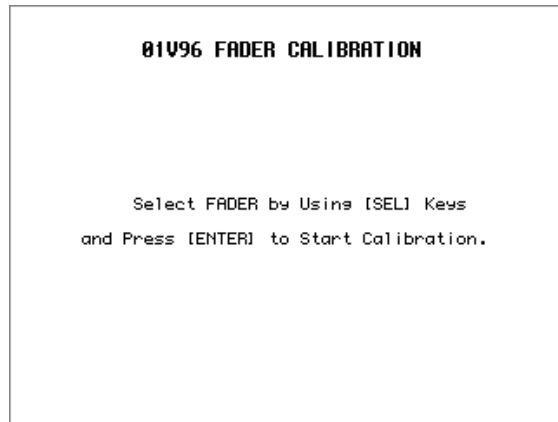 01V96 FADER CALIBRATION
Select FADER by Using [SEL] Keys
and Press [ENTER] to Start Calibration.